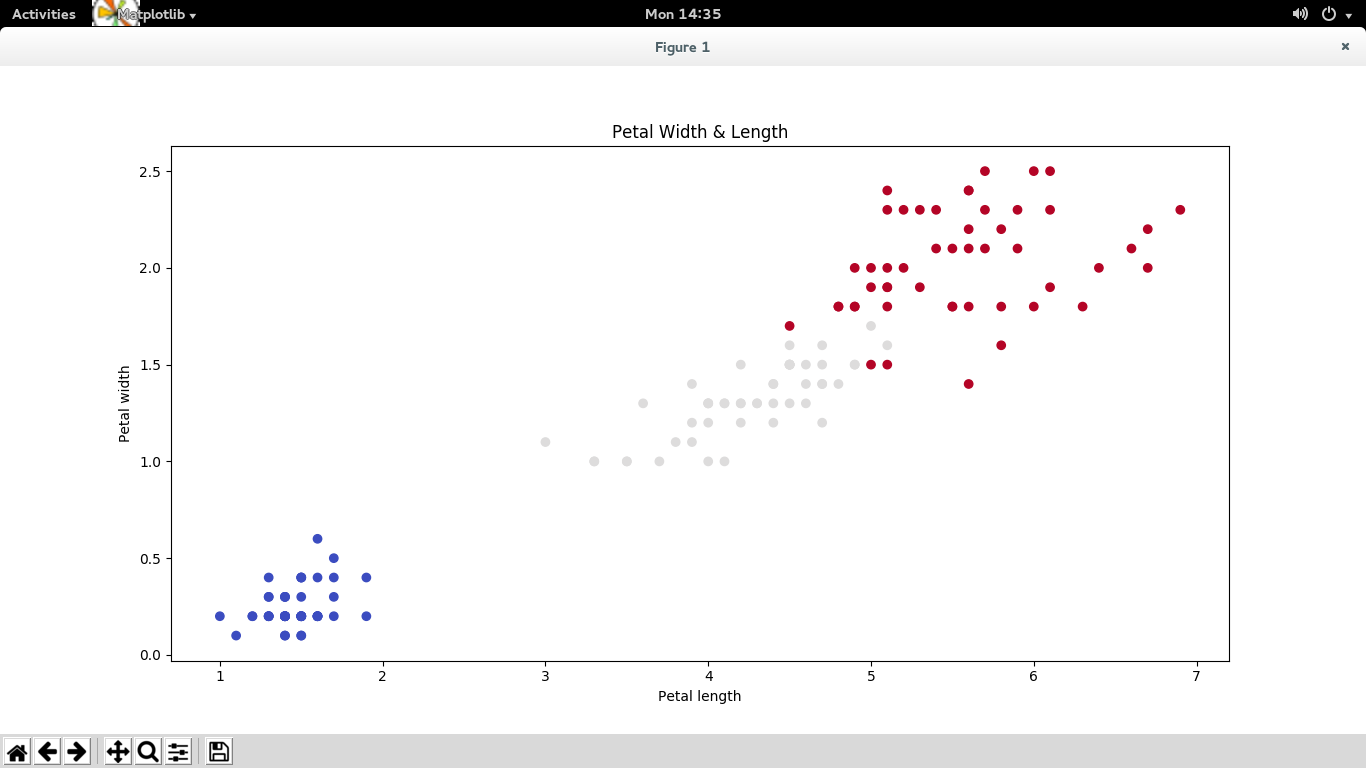 Activities Matplotlib Mon 14:35
Figure 1
Petal Width & Length
2.5
2.0
1.5
1.0
0.5
0.0
Petal width
1 2 3 4 5 6 7
Petal length